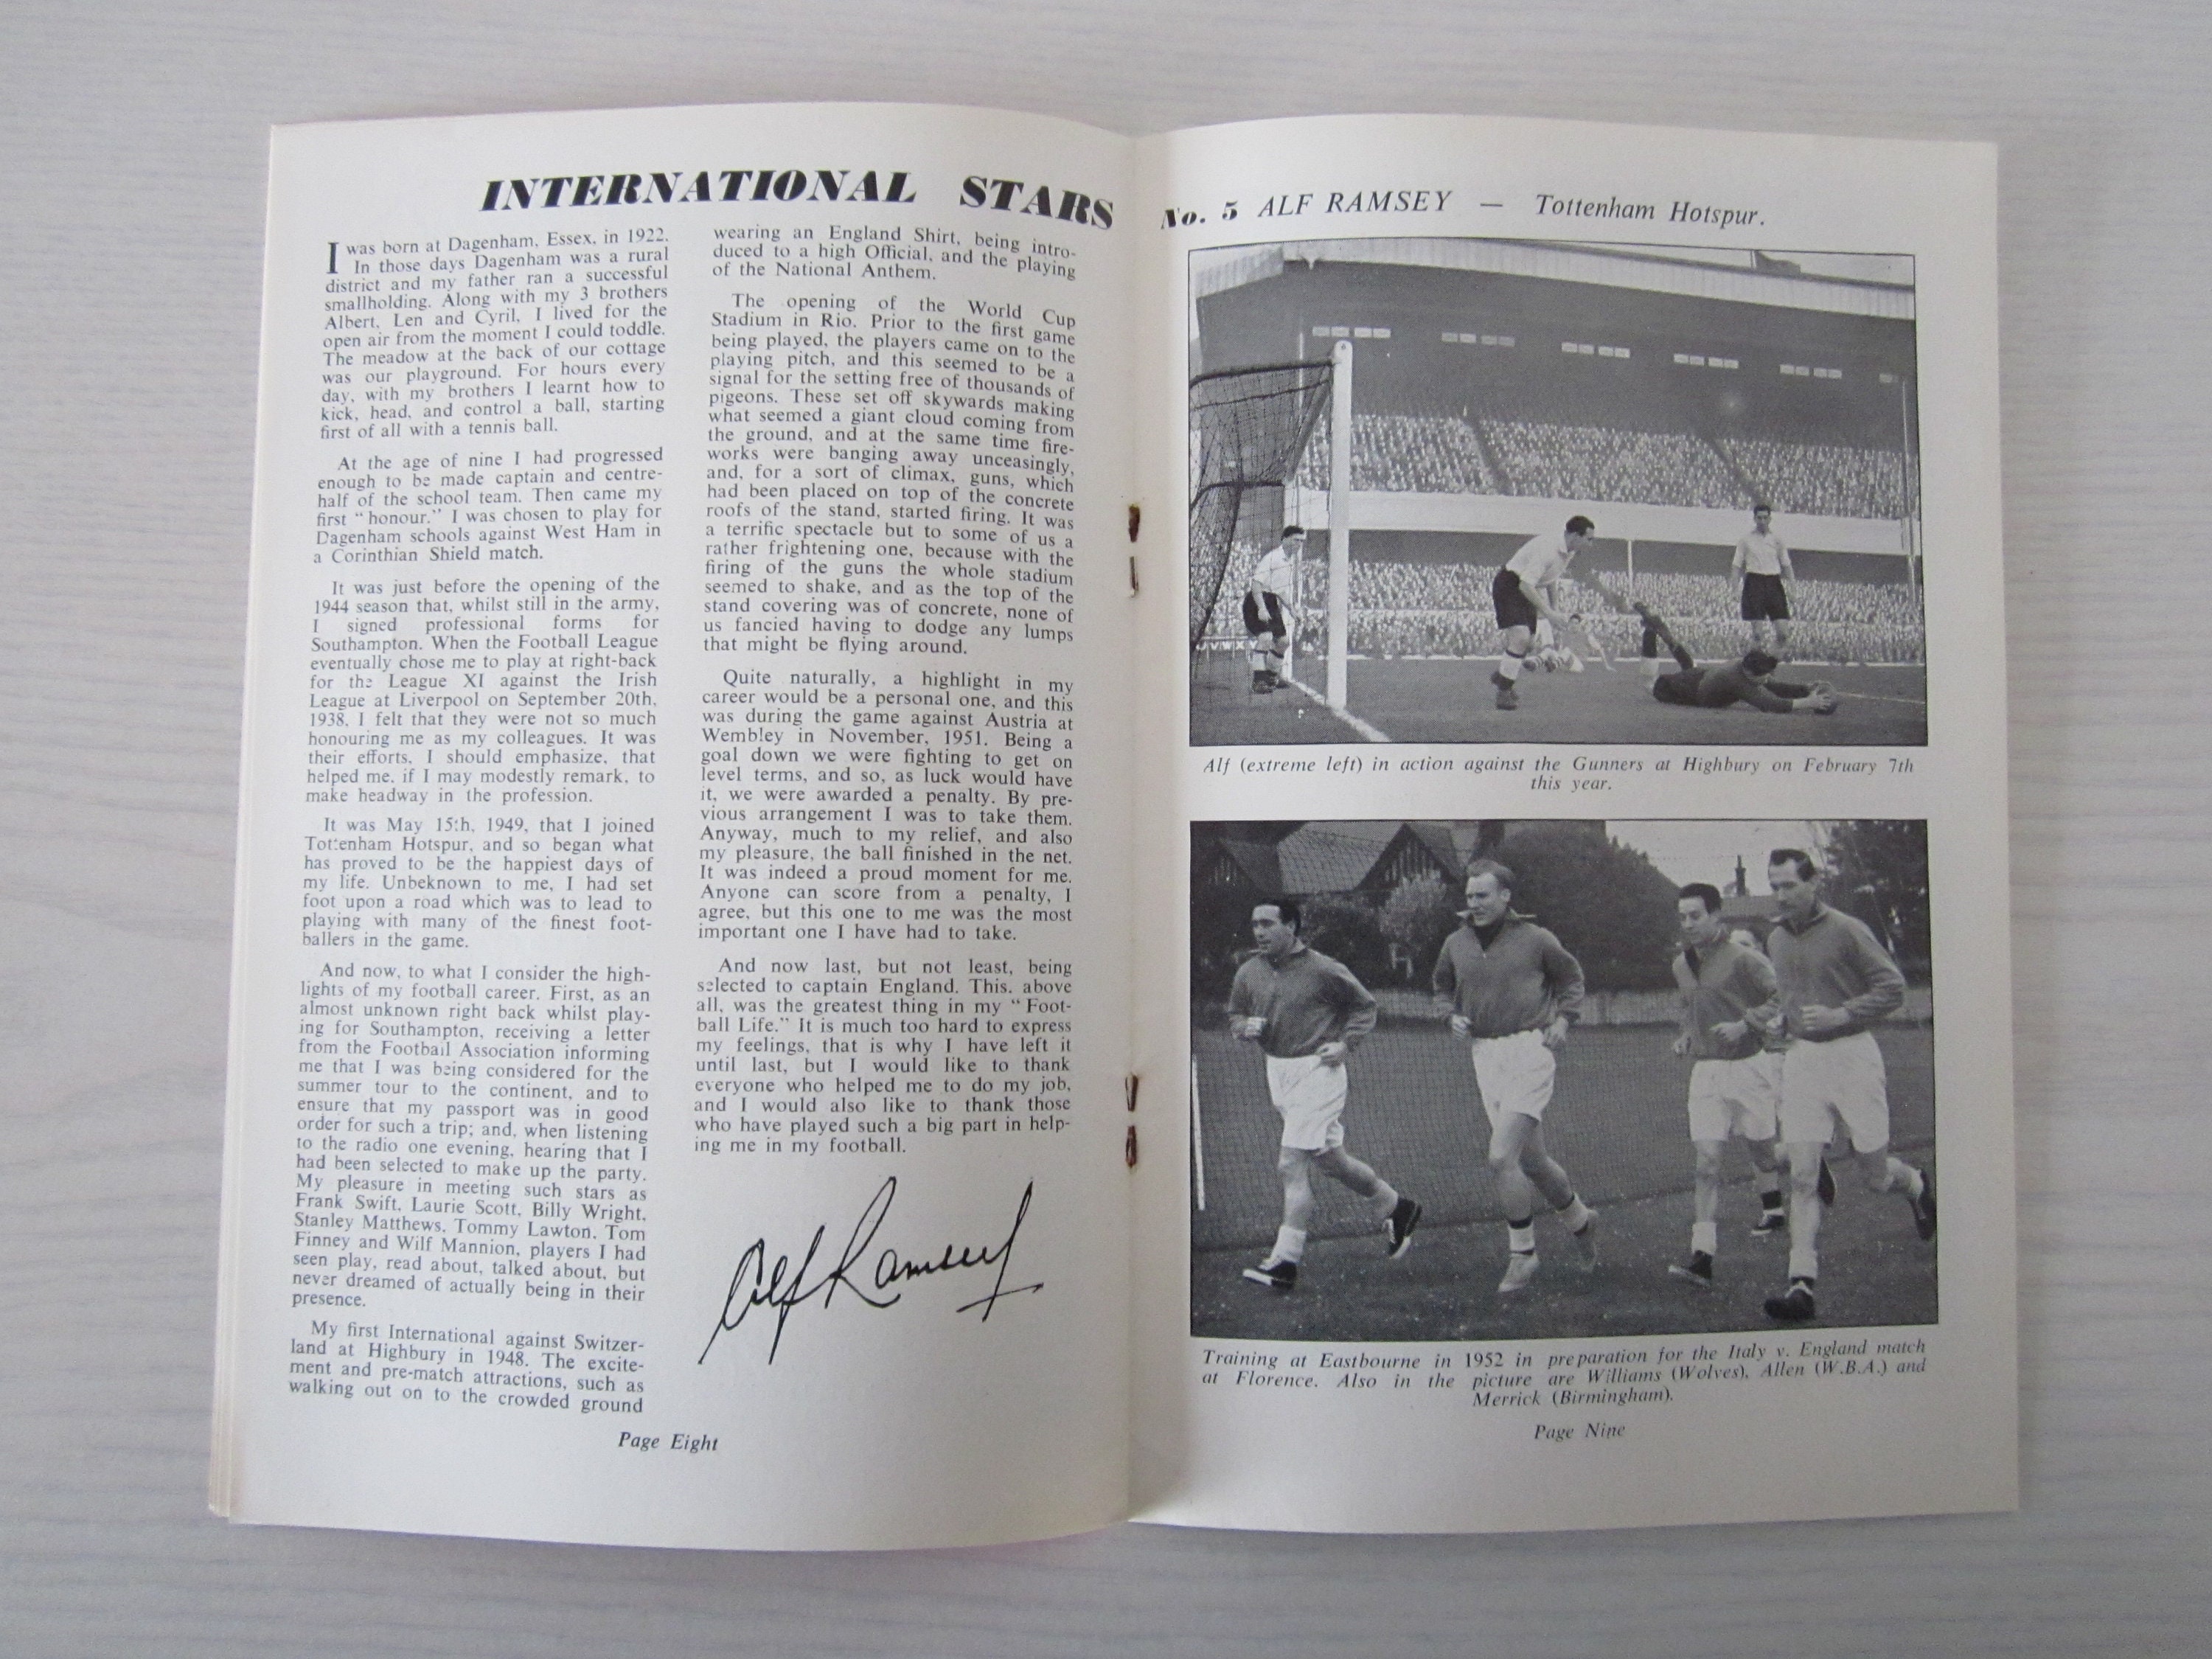 INTERNATIONAL STARS
I was born at Dagenham, Essex, in 1922.
In those days Dagenham was a rural
district and my father ran a successful
smallholding. Along with my 3 brothers
Albert, Len and Cyril, I lived for the
open air from the moment I could toddle.
The meadow at the back of our cottage
was our playground. For hours every
day, with my brothers I learnt how to
kick, head, and control a ball, starting
first of all with a tennis ball.
At the age of nine I had progressed
enough to be made captain and centre-
half of the school team. Then came my
first "honour." I was chosen to play for
Dagenham schools against West Ham in
a Corinthian Shield match.
It was just before the opening of the
1944 season that, whilst still in the army,
I signed professional forms for
Southampton. When the Football League
eventually chose me to play at right-back
for the League XI against the Irish
League at Liverpool on September 20th,
1938, I felt that they were not so much
honouring me as my colleagues. It was
their efforts, I should emphasize, that
helped me, if I may modestly remark, to
make headway in the profession.
It was May 15th, 1949, that I joined
Tottenham Hotspur, and so began what
has proved to be the happiest days of
my life. Unbeknown to me, I had set
foot upon a road which was to lead to
playing with many of the finest foot-
ballers in the game.
And now, to what I consider the high-
lights of my football career. First, as an
almost unknown right back whilst play-
ing for Southampton, receiving a letter
from the Football Association informing
me that I was being considered for the
summer tour to the continent, and to
ensure that my passport was in good
order for such a trip; and, when listening
to the radio one evening, hearing that I
had been selected to make up the party.
My pleasure in meeting such stars as
Frank Swift, Laurie Scott, Billy Wright,
Stanley Matthews, Tommy Lawton, Tom
Finney and Wilf Mannion, players I had
seen play, read about, talked about, but
never dreamed of actually being in their
presence.
My first International against Switzer-
land at Highbury in 1948. The excite-
ment and pre-match attractions, such as
walking out on to the crowded ground
wearing an England Shirt, being intro-
duced to a high Official, and the playing
of the National Anthem.
The opening of the World Cup
Stadium in Rio. Prior to the first game
being played, the players came on to the
playing pitch, and this seemed to be a
signal for the setting free of thousands of
pigeons. These set off skywards making
what seemed a giant cloud coming from
the ground, and at the same time fire-
works were banging away unceasingly,
and, for a sort of climax, guns, which
had been placed on top of the concrete
roofs of the stand, started firing. It was
a terrific spectacle but to some of us a
rather frightening one, because with the
firing of the guns the whole stadium
seemed to shake, and as the top of the
stand covering was of concrete, none of
us fancied having to dodge any lumps
that might be flying around.
Quite naturally, a highlight in my
career would be a personal one, and this
was during the game against Austria at
Wembley in November, 1951. Being a
goal down we were fighting to get on
level terms, and so, as luck would have
it, we were awarded a penalty. By pre-
vious arrangement I was to take them.
Anyway, much to my relief, and also
my pleasure, the ball finished in the net.
It was indeed a proud moment for me.
Anyone can score from a penalty, I
agree, but this one to me was the most
important one I have had to take.
And now last, but not least, being
selected to captain England. This, above
all, was the greatest thing in my "Foot-
ball Life." It is much too hard to express
my feelings, that is why I have left it
until last, but I would like to thank
everyone who helped me to do my job,
and I would also like to thank those
who have played such a big part in help-
ing me in my football.
Alf Ramsey
Page Eight
No. 5 ALF RAMSEY — Tottenham Hotspur.
UVWXY
Alf (extreme left) in action against the Gunners at Highbury on February 7th
this year.
Training at Eastbourne in 1952 in preparation for the Italy v. England match
at Florence. Also in the picture are Williams (Wolves), Allen (W.B.A.) and
Merrick (Birmingham).
Page Nine